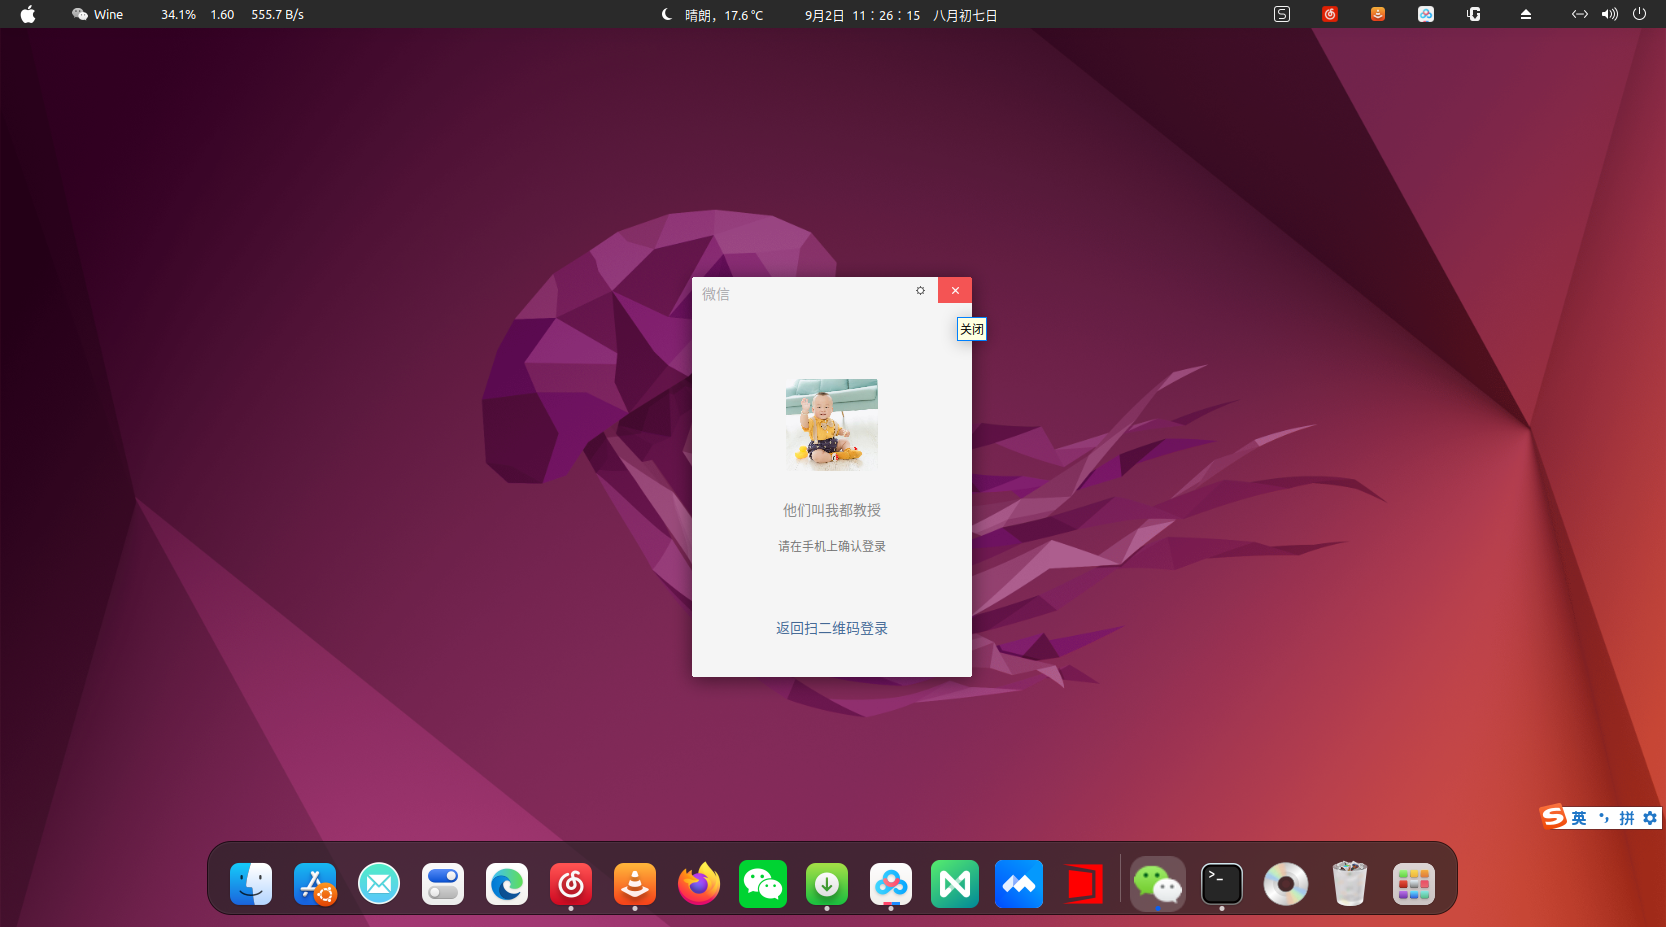 Wine 34.1% 1.60 555.7 B/s 晴朗，17.6 °C 9月2日 11：26：15 八月初七日
微信
关闭
他们叫我都教授
请在手机上确认登录
返回扫二维码登录
英 拼